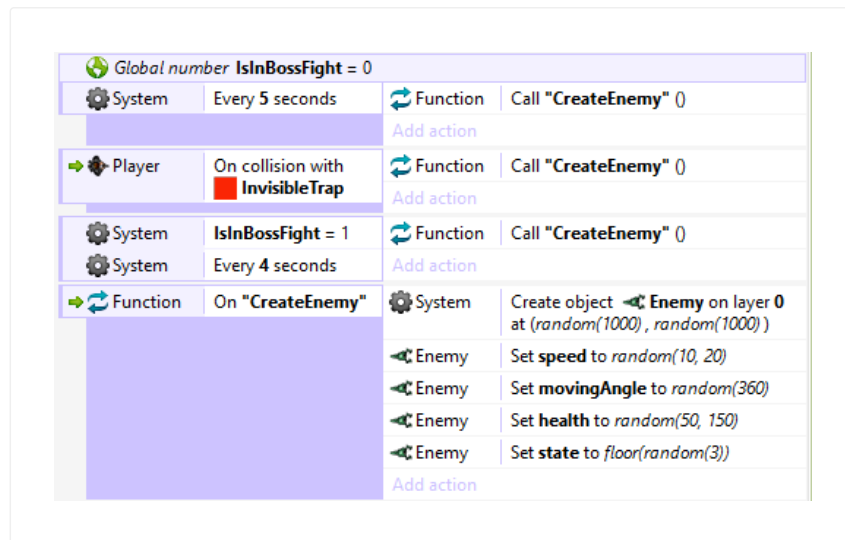 Global number IsInBossFight = 0
System Every 5 seconds Function Call "CreateEnemy" ()
Add action
Player On collision with Function Call "CreateEnemy" ()
InvisibleTrap Add action
System IsInBossFight = 1 Function Call "CreateEnemy" ()
System Every 4 seconds Add action
Function On "CreateEnemy" System Create object Enemy on layer 0
at (random(1000) , random(1000) )
Enemy Set speed to random(10, 20)
Enemy Set movingAngle to random(360)
Enemy Set health to random(50, 150)
Enemy Set state to floor(random(3))
Add action